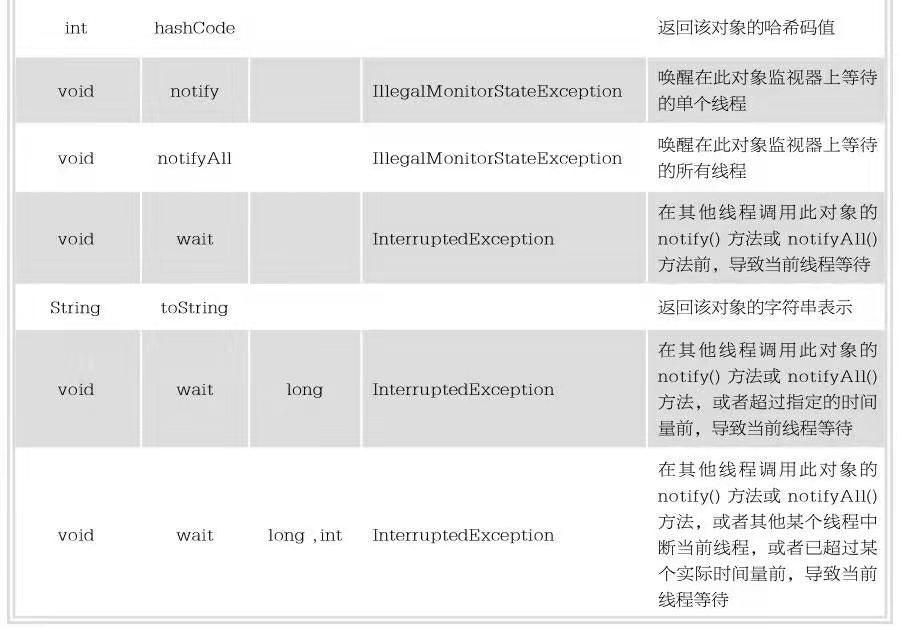 int hashCode 返回该对象的哈希码值
void notify IllegalMonitorStateException 唤醒在此对象监视器上等待
的单个线程
void notifyAll IllegalMonitorStateException 唤醒在此对象监视器上等待
的所有线程
void wait InterruptedException 在其他线程调用此对象的
notify() 方法或 notifyAll()
方法前，导致当前线程等待
String toString 返回该对象的字符串表示
void wait long InterruptedException 在其他线程调用此对象的
notify() 方法或 notifyAll()
方法，或者超过指定的时间
量前，导致当前线程等待
void wait long ,int InterruptedException 在其他线程调用此对象的
notify() 方法或 notifyAll()
方法，或者其他某个线程中
断当前线程，或者已超过某
个实际时间量前，导致当前
线程等待